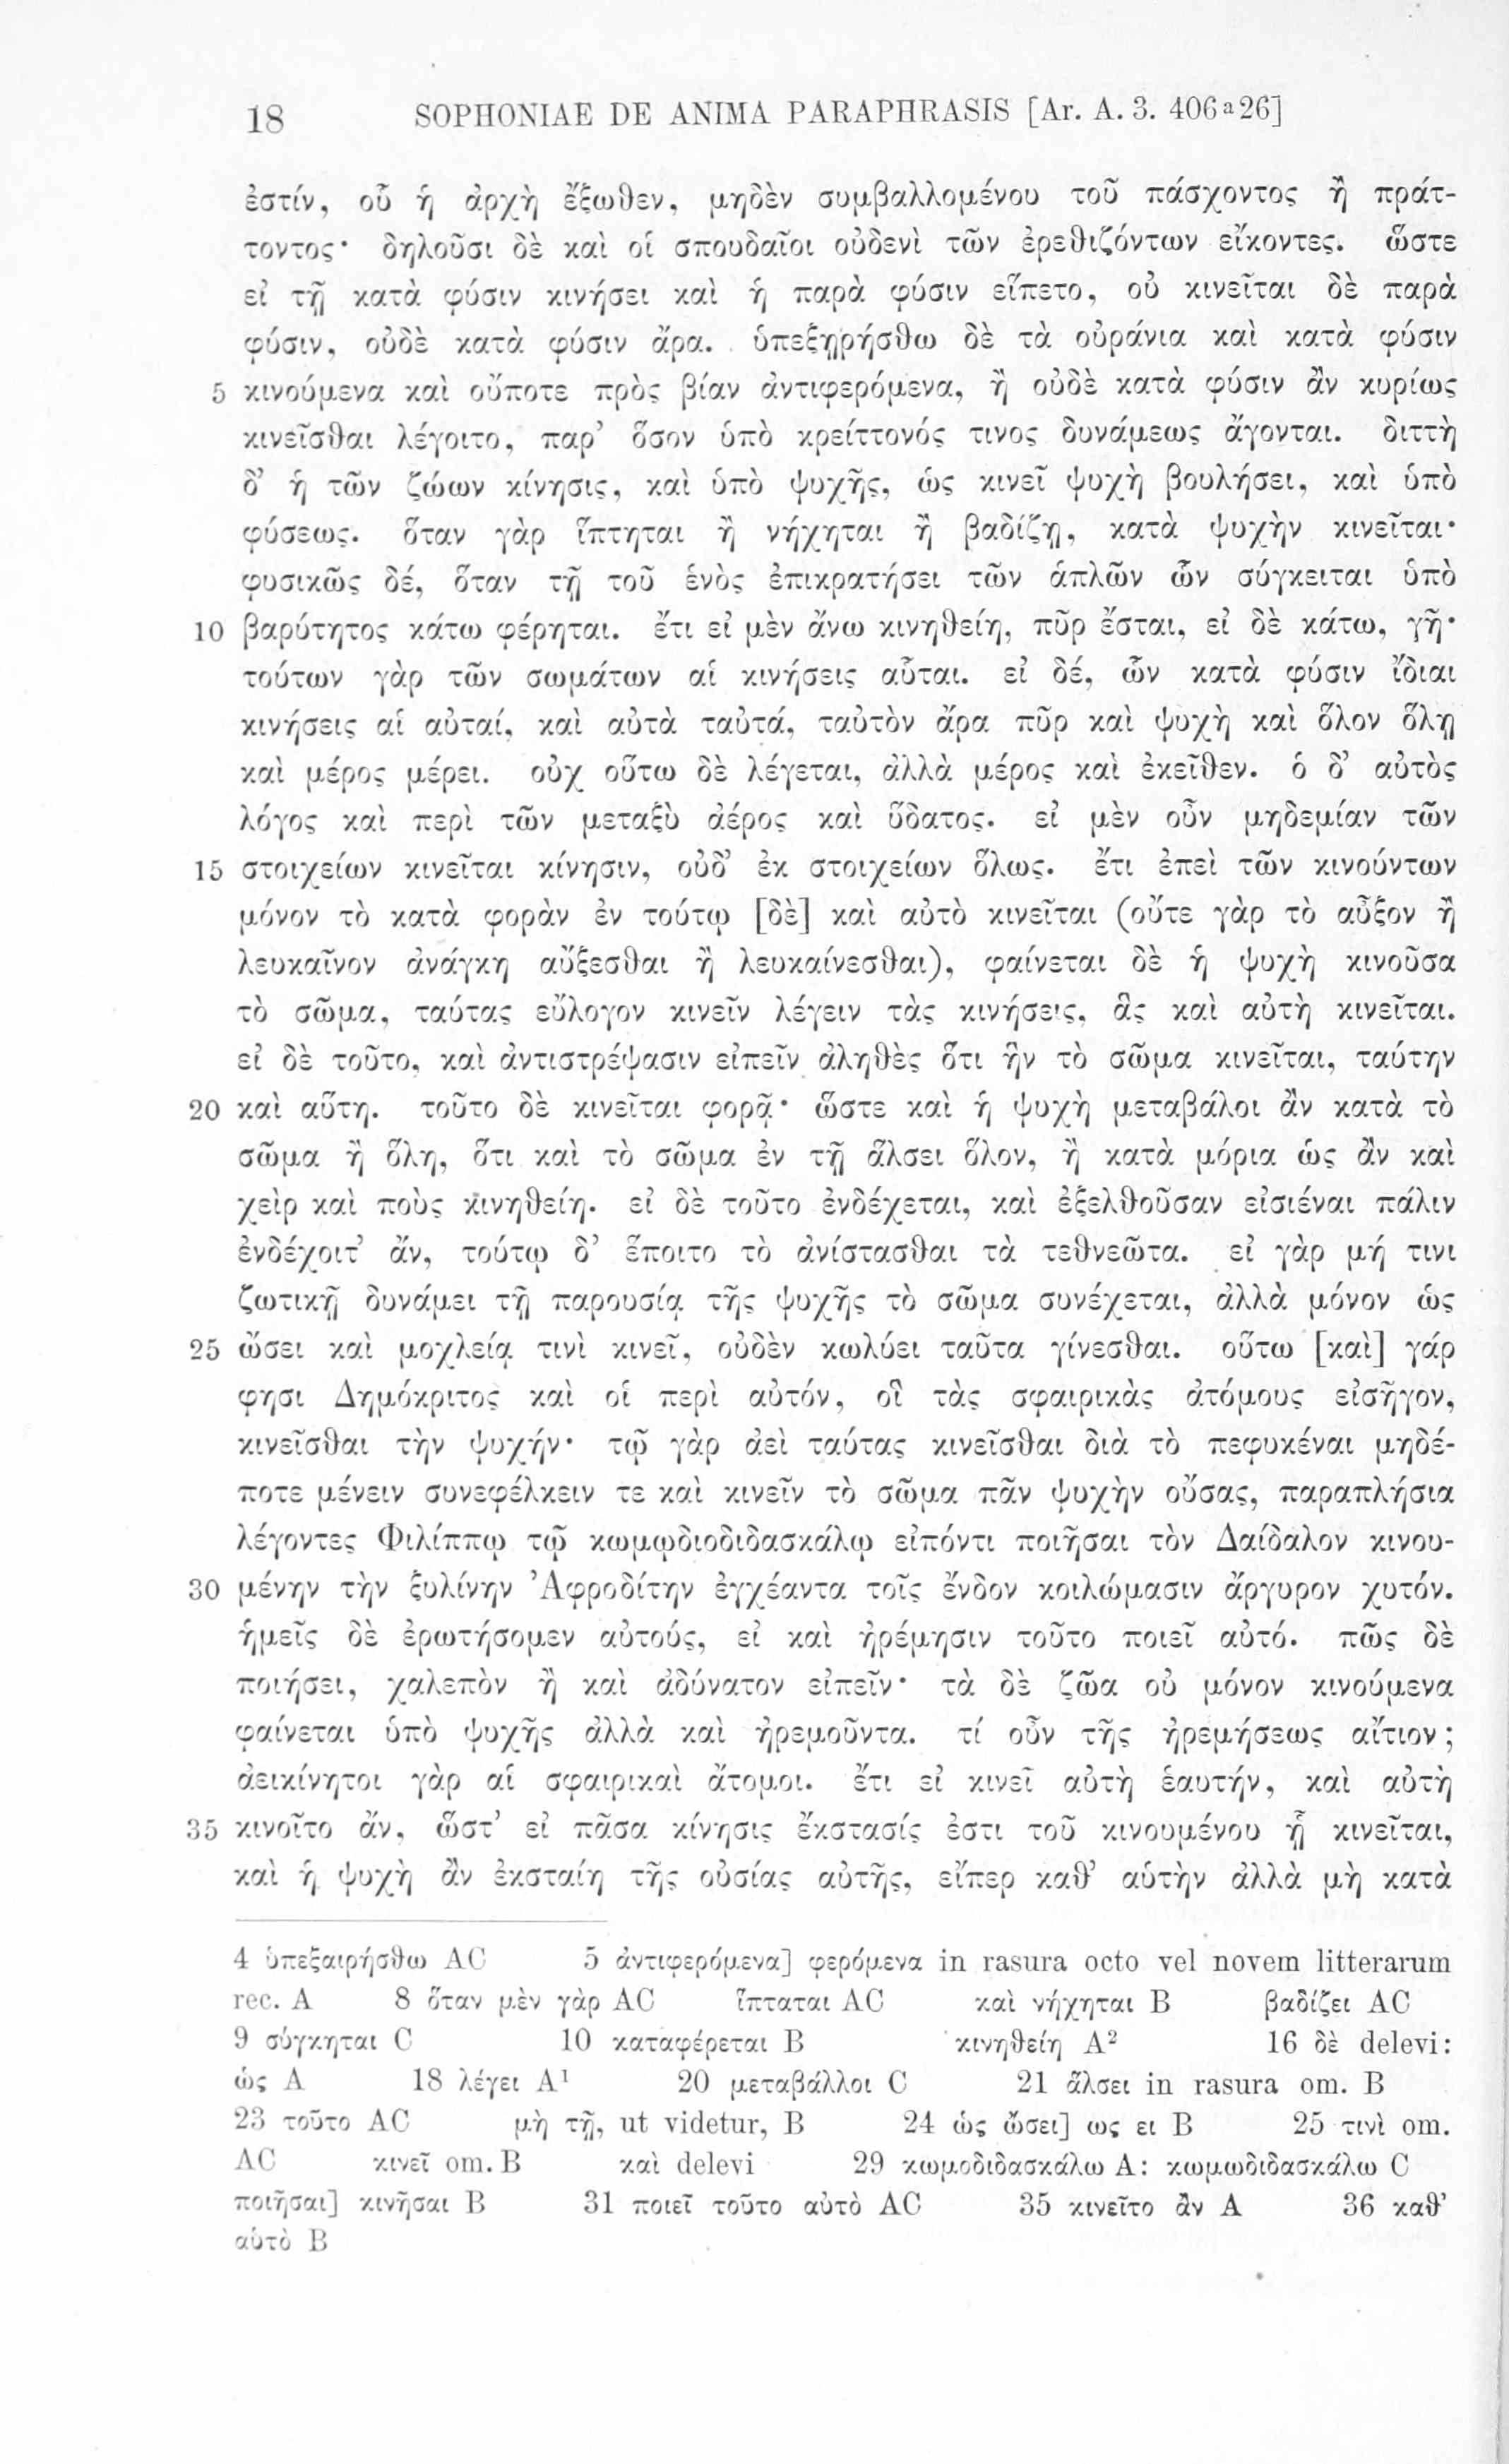 18 SOPHONIAE DE ANIMA PARAPHRASIS [Ar. A. 3. 406ª26]
ἐστίν, οὗ ἡ ἀρχὴ ἔξωθεν, μηδὲν συμβαλλομένου τοῦ πάσχοντος ἢ πράτ-
τοντος· δηλοῦσι δὲ καὶ οἱ σπουδαῖοι οὐδενὶ τῶν ἐρεθιζόντων εἴκοντες. ὥστε
εἰ τῇ κατὰ φύσιν κινήσει καὶ ἡ παρὰ φύσιν εἵπετο, οὐ κινεῖται δὲ παρὰ
φύσιν, οὐδὲ κατὰ φύσιν ἄρα. ὑπεξῃρήσθω δὲ τὰ οὐράνια καὶ κατὰ φύσιν
5 κινούμενα καὶ οὔποτε πρὸς βίαν ἀντιφερόμενα, ἢ οὐδὲ κατὰ φύσιν ἂν κυρίως
κινεῖσθαι λέγοιτο, παρ’ ὅσον ὑπὸ κρείττονός τινος δυνάμεως ἄγονται. διττὴ
δ’ ἡ τῶν ζώων κίνησις, καὶ ὑπὸ ψυχῆς, ὡς κινεῖ ψυχὴ βουλήσει, καὶ ὑπὸ
φύσεως. ὅταν γὰρ ἵπτηται ἢ νήχηται ἢ βαδίζῃ, κατὰ ψυχὴν κινεῖται·
φυσικῶς δέ, ὅταν τῇ τοῦ ἑνὸς ἐπικρατήσει τῶν ἁπλῶν ὧν σύγκειται ὑπὸ
10 βαρύτητος κάτω φέρηται. ἔτι εἰ μὲν ἄνω κινηθείη, πῦρ ἔσται, εἰ δὲ κάτω, γῆ·
τούτων γὰρ τῶν σωμάτων αἱ κινήσεις αὗται. εἰ δέ, ὧν κατὰ φύσιν ἴδιαι
κινήσεις αἱ αὐταί, καὶ αὐτὰ ταὐτά, ταὐτὸν ἄρα πῦρ καὶ ψυχὴ καὶ ὅλον ὅλῃ
καὶ μέρος μέρει. οὐχ οὕτω δὲ λέγεται, ἀλλὰ μέρος καὶ ἐκεῖθεν. ὁ δ’ αὐτὸς
λόγος καὶ περὶ τῶν μεταξὺ ἀέρος καὶ ὕδατος. εἰ μὲν οὖν μηδεμίαν τῶν
15 στοιχείων κινεῖται κίνησιν, οὐδ’ ἐκ στοιχείων ὅλως. ἔτι ἐπεὶ τῶν κινούντων
μόνον τὸ κατὰ φορὰν ἐν τούτῳ [δὲ] καὶ αὐτὸ κινεῖται (οὔτε γὰρ τὸ αὖξον ἢ
λευκαῖνον ἀνάγκη αὔξεσθαι ἢ λευκαίνεσθαι), φαίνεται δὲ ἡ ψυχὴ κινοῦσα
τὸ σῶμα, ταύτας εὔλογον κινεῖν λέγειν τὰς κινήσεις, ἃς καὶ αὐτὴ κινεῖται.
εἰ δὲ τοῦτο, καὶ ἀντιστρέψασιν εἰπεῖν ἀληθὲς ὅτι ἣν τὸ σῶμα κινεῖται, ταύτην
20 καὶ αὕτη. τοῦτο δὲ κινεῖται φορᾷ· ὥστε καὶ ἡ ψυχὴ μεταβάλοι ἂν κατὰ τὸ
σῶμα ἢ ὅλη, ὅτι καὶ τὸ σῶμα ἐν τῇ ἅλσει ὅλον, ἢ κατὰ μόρια ὡς ἂν καὶ
χεὶρ καὶ ποὺς κινηθείη. εἰ δὲ τοῦτο ἐνδέχεται, καὶ ἐξελθοῦσαν εἰσιέναι πάλιν
ἐνδέχοιτ’ ἄν, τούτῳ δ’ ἕποιτο τὸ ἀνίστασθαι τὰ τεθνεῶτα. εἰ γὰρ μή τινι
ζωτικῇ δυνάμει τῇ παρουσίᾳ τῆς ψυχῆς τὸ σῶμα συνέχεται, ἀλλὰ μόνον ὡς
25 ὤσει καὶ μοχλείᾳ τινὶ κινεῖ, οὐδὲν κωλύει ταῦτα γίνεσθαι. οὕτω [καὶ] γάρ
φησι Δημόκριτος καὶ οἱ περὶ αὐτόν, οἳ τὰς σφαιρικὰς ἀτόμους εἰσῆγον,
κινεῖσθαι τὴν ψυχήν· τῷ γὰρ ἀεὶ ταύτας κινεῖσθαι διὰ τὸ πεφυκέναι μηδέ-
ποτε μένειν συνεφέλκειν τε καὶ κινεῖν τὸ σῶμα πᾶν ψυχὴν οὔσας, παραπλήσια
λέγοντες Φιλίππῳ τῷ κωμῳδιοδιδασκάλῳ εἰπόντι ποιῆσαι τὸν Δαίδαλον κινου-
30 μένην τὴν ξυλίνην Ἀφροδίτην ἐγχέαντα τοῖς ἔνδον κοιλώμασιν ἄργυρον χυτόν.
ἡμεῖς δὲ ἐρωτήσομεν αὐτούς, εἰ καὶ ἠρέμησιν τοῦτο ποιεῖ αὐτό. πῶς δὲ
ποιήσει, χαλεπὸν ἢ καὶ ἀδύνατον εἰπεῖν· τὰ δὲ ζῶα οὐ μόνον κινούμενα
φαίνεται ὑπὸ ψυχῆς ἀλλὰ καὶ ἠρεμοῦντα. τί οὖν τῆς ἠρεμήσεως αἴτιον;
ἀεικίνητοι γὰρ αἱ σφαιρικαὶ ἄτομοι. ἔτι εἰ κινεῖ αὐτὴ ἑαυτήν, καὶ αὐτὴ
35 κινοῖτο ἄν, ὥστ’ εἰ πᾶσα κίνησις ἔκστασίς ἐστι τοῦ κινουμένου ᾗ κινεῖται,
καὶ ἡ ψυχὴ ἂν ἐκσταίη τῆς οὐσίας αὐτῆς, εἴπερ καθ’ αὑτὴν ἀλλὰ μὴ κατὰ
4 ὑπεξαιρήσθω AC 5 ἀντιφερόμενα] φερόμενα in rasura octo vel novem litterarum
rec. A 8 ὅταν μὲν γὰρ AC ἵπταται AC καὶ νήχηται B βαδίζει AC
9 σύγκηται C 10 καταφέρεται B κινηθείη A² 16 δὲ delevi:
ὡς A 18 λέγει A¹ 20 μεταβάλλοι C 21 ἅλσει in rasura om. B
23 τοῦτο AC μὴ τῇ, ut videtur, B 24 ὡς ὤσει] ως ει B 25 τινὶ om.
AC κινεῖ om. B καὶ delevi 29 κωμοδιδασκάλω A: κωμωδιδασκάλω C
ποιῆσαι] κινῆσαι B 31 ποιεῖ τοῦτο αὐτὸ AC 35 κινεῖτο ἂν A 36 καθ’
αὑτὸ B